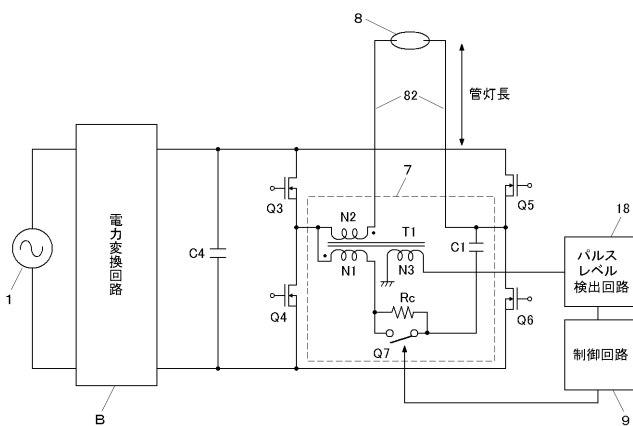 8
82
管灯長
7
Q3
Q5
N2
T1
18
電力変換回路
C4
C1
パルス
レベル
検出回路
N1
N3
1
Q4
Rc
Q6
Q7
制御回路
B
9